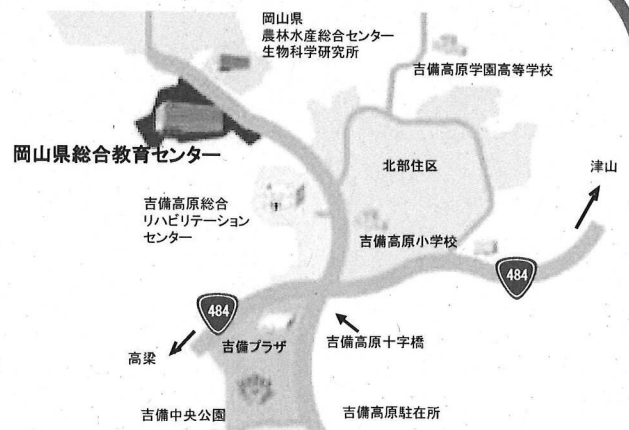 岡山県
農林水産総合センター
生物科学研究所
吉備高原学園高等学校
岡山県総合教育センター
北部住区
津山
吉備高原総合
リハビリテーション
センター
吉備高原小学校
484
484
吉備プラザ
吉備高原十字橋
高梁
吉備中央公園
吉備高原駐在所